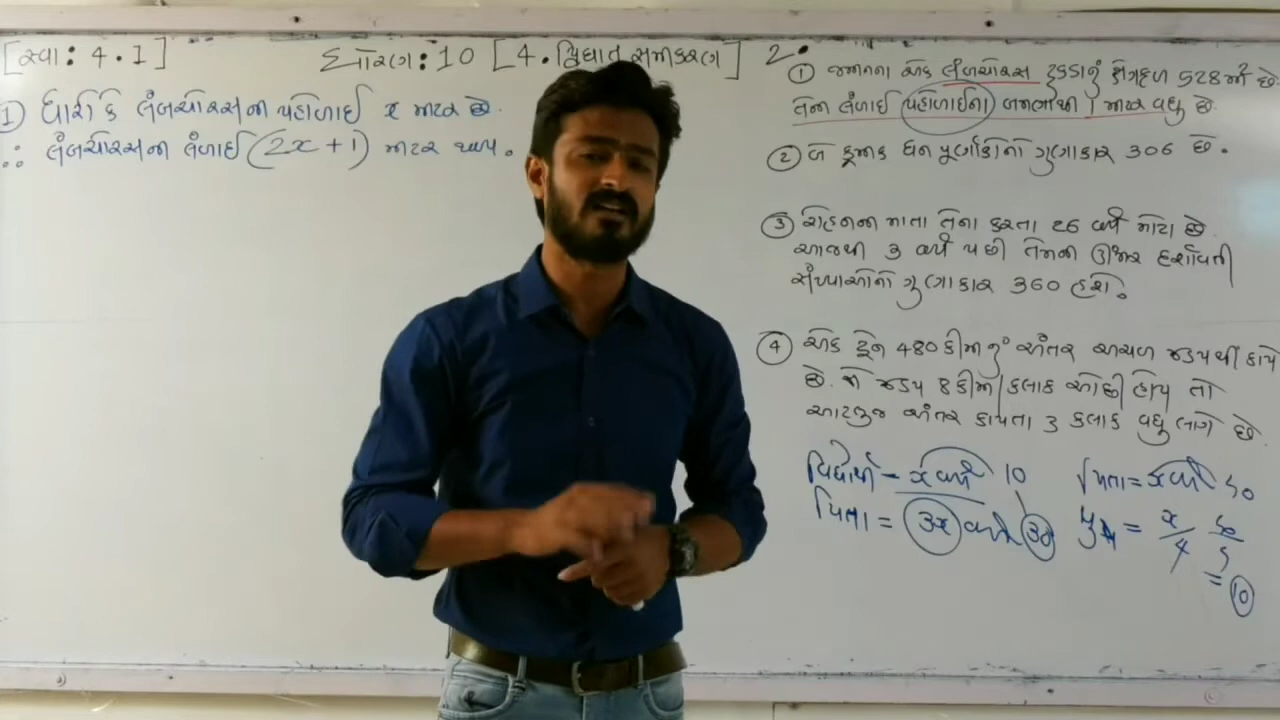 [સ્વા: 4.1] ધોરણ: 10 [4. દ્વિઘાત સમીકરણ]
① ધારો કે લંબચોરસની પહોળાઈ x મીટર છે.
∴ લંબચોરસની લંબાઈ (2x + 1) મીટર થાય.
2.
① જમીનના એક લંબચોરસ ટુકડાનું ક્ષેત્રફળ 528 મી² છે
તેની લંબાઈ પહોળાઈના બમણાથી 1 મીટર વધુ છે.
② બે ક્રમિક ધન પૂર્ણાંકોનો ગુણાકાર 306 છે.
③ રોહનની માતા તેના કરતા 26 વર્ષ મોટા છે.
આજથી 3 વર્ષ પછી તેમની ઊંમર દર્શાવતી
સંખ્યાઓનો ગુણાકાર 360 હશે.
④ એક ટ્રેન 480 કીમીનું અંતર અચળ ઝડપથી કાપે
છે. જો ઝડપ 8 કીમી/કલાક ઓછી હોય તો
આટલુજ અંતર કાપતા 3 કલાક વધુ લાગે છે.
વિદ્યાર્થી = x વર્ષ 10
પિતા = 3x વર્ષ 30
પિતા = x વર્ષ 50
= x/4
= 10